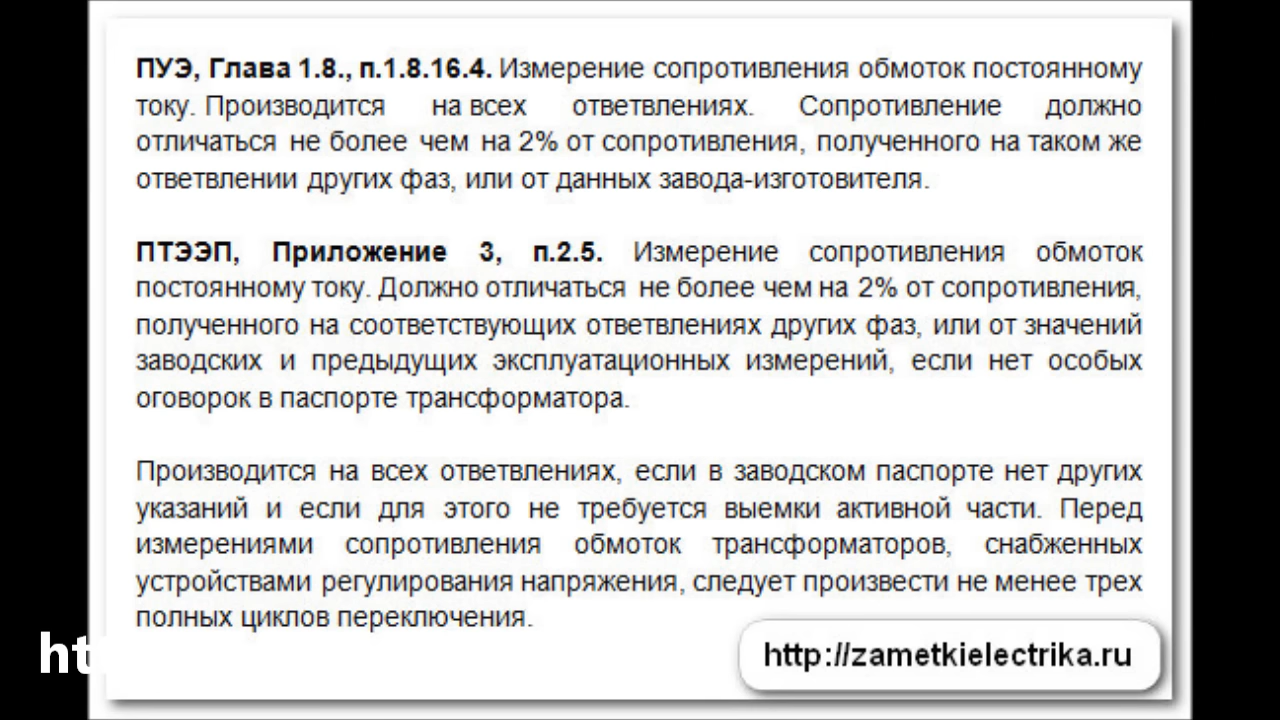 ПУЭ, Глава 1.8., п.1.8.16.4. Измерение сопротивления обмоток постоянному
току. Производится на всех ответвлениях. Сопротивление должно
отличаться не более чем на 2% от сопротивления, полученного на таком же
ответвлении других фаз, или от данных завода-изготовителя.
ПТЭЭП, Приложение 3, п.2.5. Измерение сопротивления обмоток
постоянному току. Должно отличаться не более чем на 2% от сопротивления,
полученного на соответствующих ответвлениях других фаз, или от значений
заводских и предыдущих эксплуатационных измерений, если нет особых
оговорок в паспорте трансформатора.
Производится на всех ответвлениях, если в заводском паспорте нет других
указаний и если для этого не требуется выемки активной части. Перед
измерениями сопротивления обмоток трансформаторов, снабженных
устройствами регулирования напряжения, следует произвести не менее трех
полных циклов переключения.
http://zametkielectrika.ru